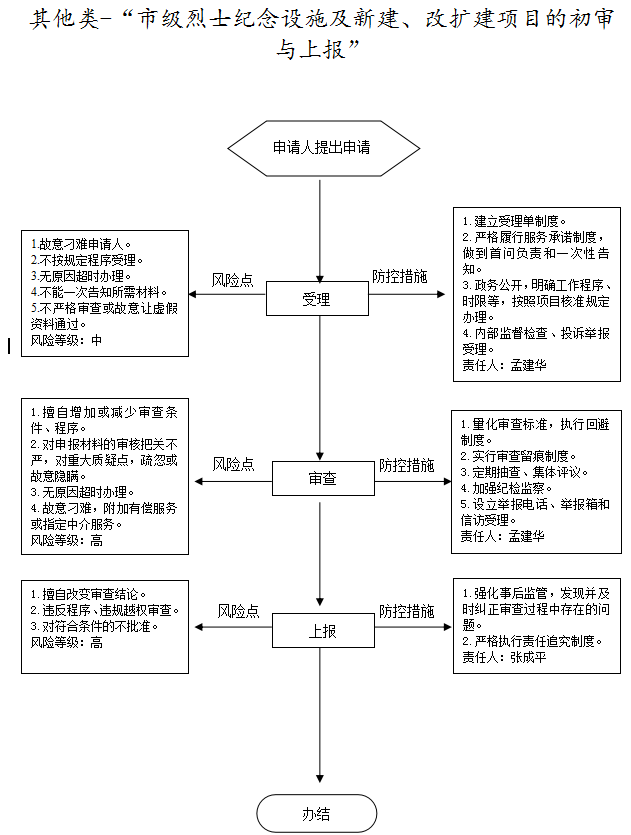 其他类-“市级烈士纪念设施及新建、改扩建项目的初审
与上报”
申请人提出申请
1.故意刁难申请人。
2.不按规定程序受理。
3.无原因超时办理。
4.不能一次告知所需材料。
5.不严格审查或故意让虚假
资料通过。
风险等级：中
风险点
受理
防控措施
1. 建立受理单制度。
2. 严格履行服务承诺制度，
做到首问负责和一次性告
知。
3. 政务公开，明确工作程序、
时限等，按照项目核准规定
办理。
4. 内部监督检查、投诉举报
受理。
责任人：孟建华
1. 擅自增加或减少审查条
件、程序。
2. 对申报材料的审核把关不
严，对重大质疑点，疏忽或
故意隐瞒。
3. 无原因超时办理。
4. 故意刁难，附加有偿服务
或指定中介服务。
风险等级：高
风险点
审查
防控措施
1. 量化审查标准，执行回避
制度。
2. 实行审查留痕制度。
3. 定期抽查、集体评议。
4. 加强纪检监察。
5. 设立举报电话、举报箱和
信访受理。
责任人：孟建华
1. 擅自改变审查结论。
2. 违反程序、违规越权审查。
3. 对符合条件的不批准。
风险等级：高
风险点
上报
防控措施
1. 强化事后监管，发现并及
时纠正审查过程中存在的问
题。
2. 严格执行责任追究制度。
责任人：张成平
办结